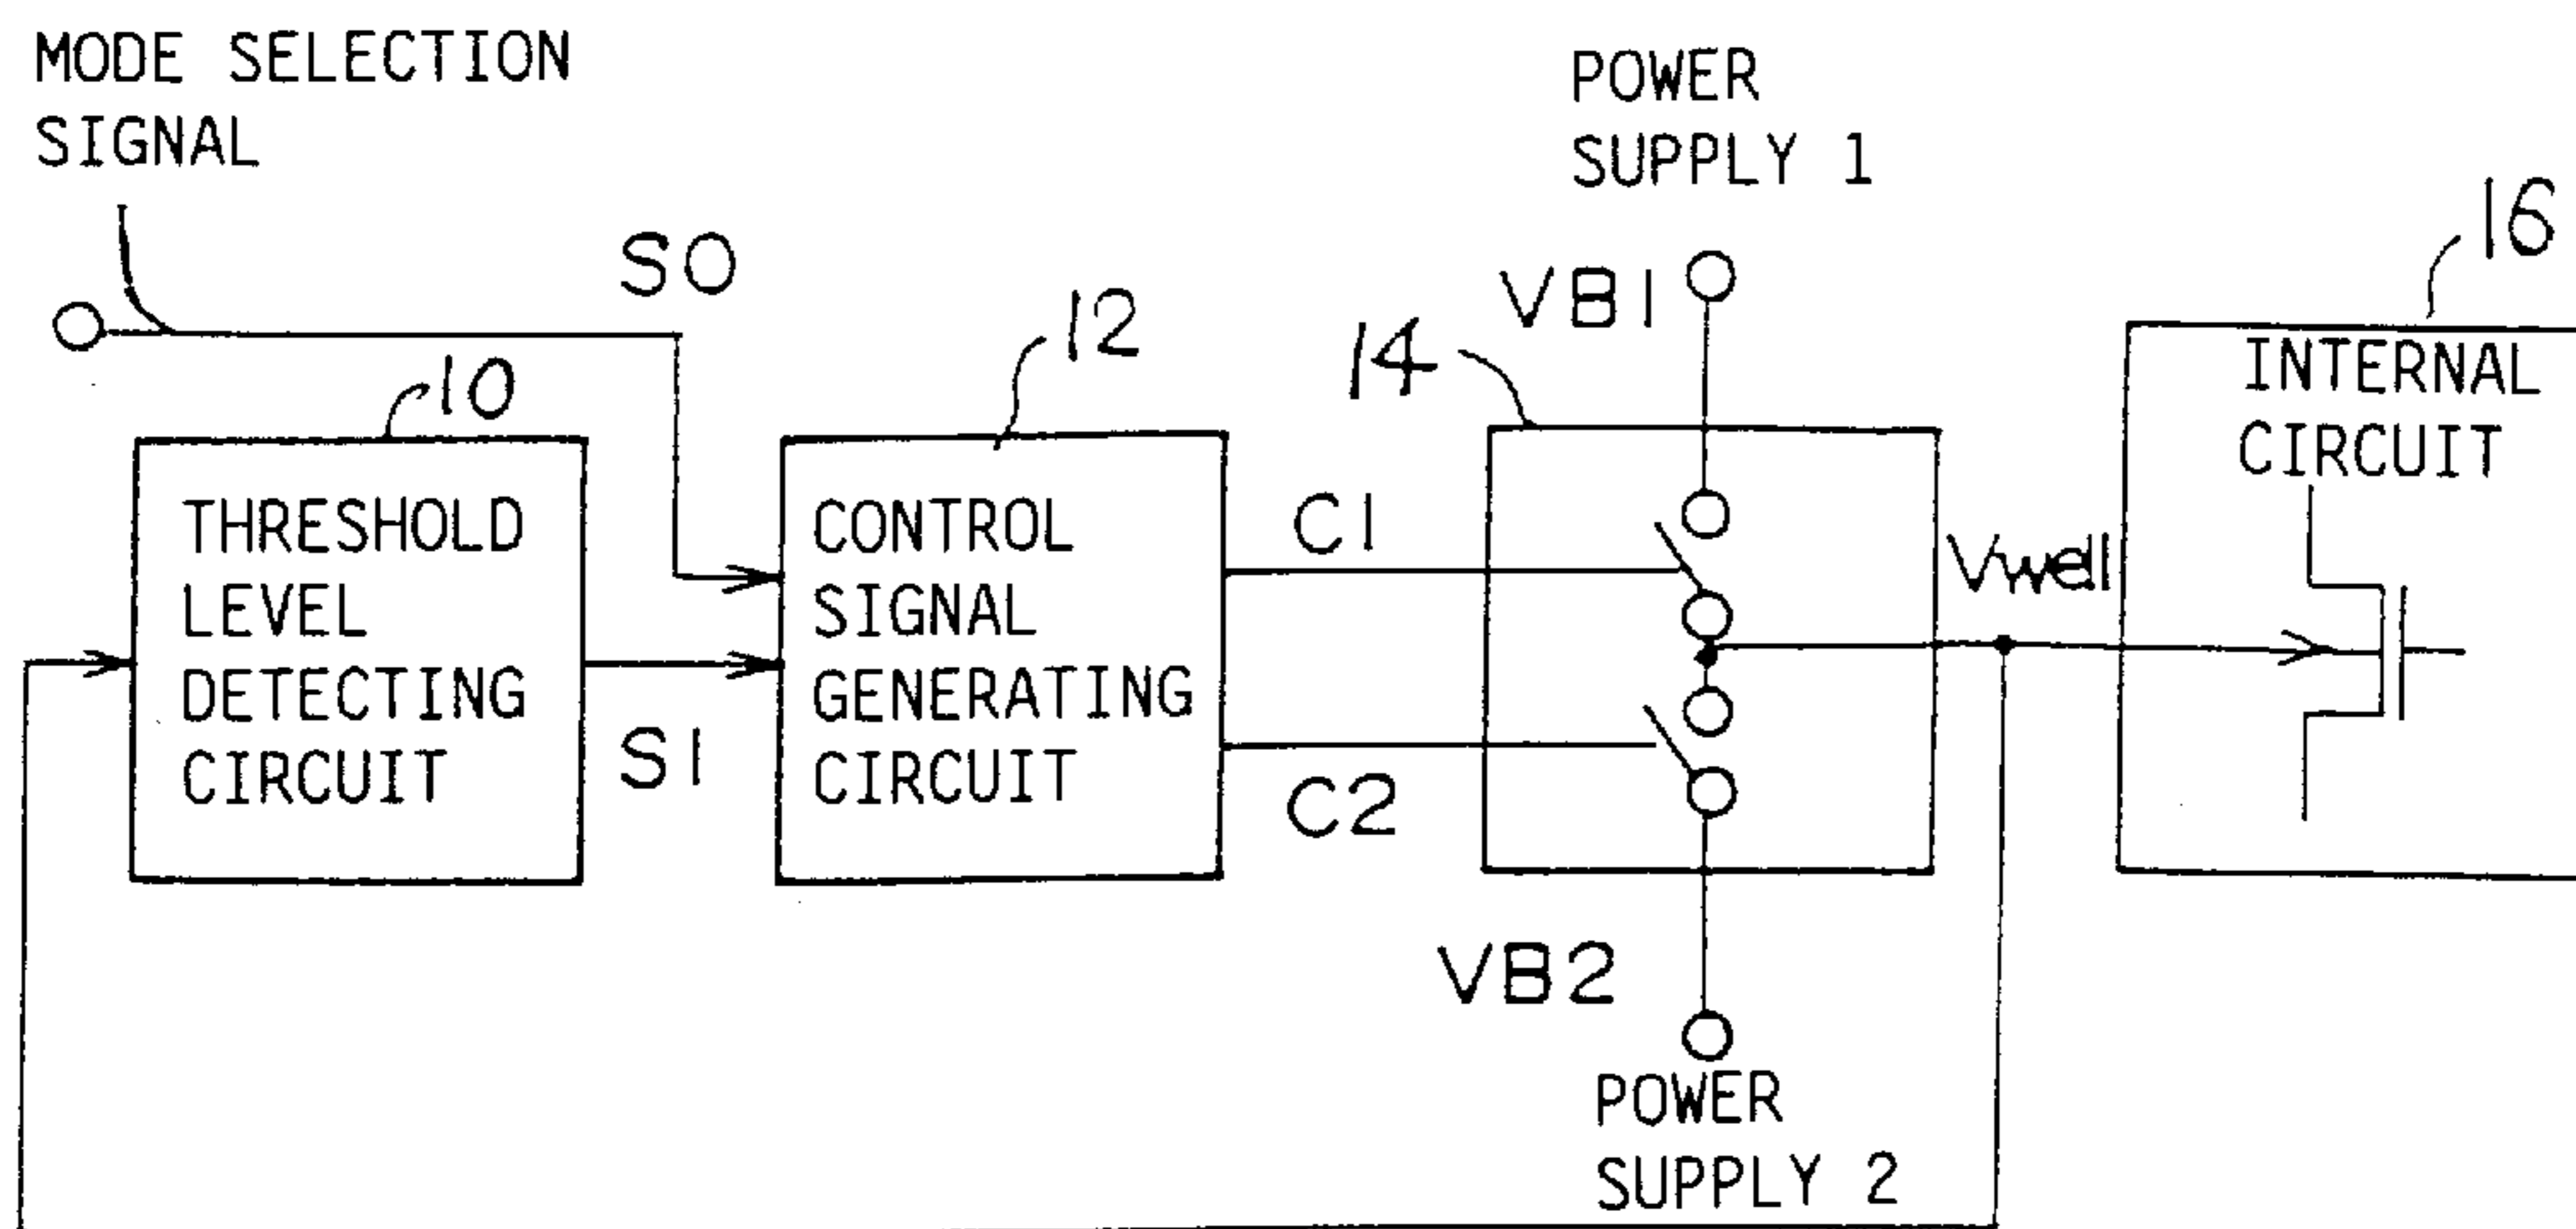 MODE SELECTION
SIGNAL
S0
10
THRESHOLD
LEVEL
DETECTING
CIRCUIT
S1
12
CONTROL
SIGNAL
GENERATING
CIRCUIT
C1
C2
14
POWER
SUPPLY 1
VB1
VB2
POWER
SUPPLY 2
Vwell
16
INTERNAL
CIRCUIT